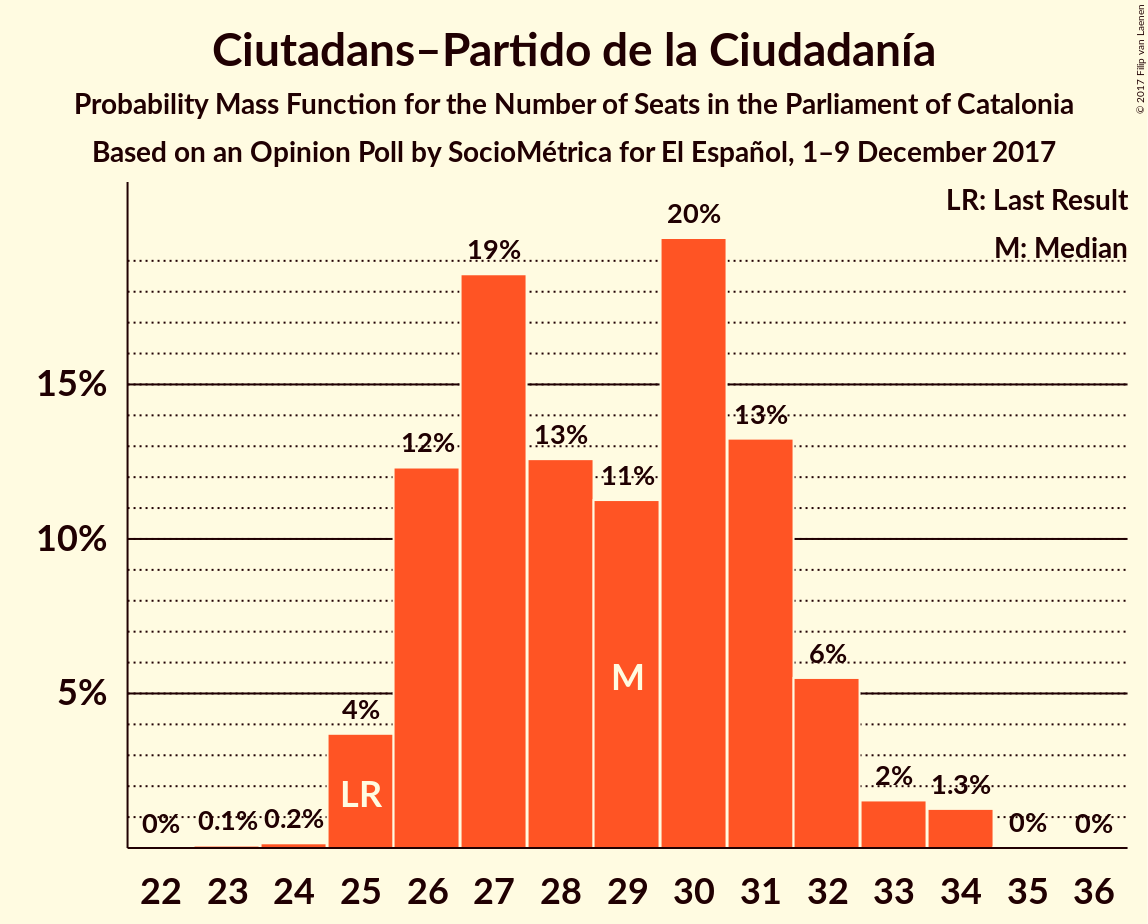 © 2017 Filip van Laenen
Ciutadans–Partido de la Ciudadanía
Probability Mass Function for the Number of Seats in the Parliament of Catalonia
Based on an Opinion Poll by SocioMétrica for El Español, 1–9 December 2017
LR: Last Result
M: Median
15%
10%
5%
0% 0.1% 0.2% 4% 12% 19% 13% 11% 20% 13% 6% 2% 1.3% 0% 0%
LR
M
22 23 24 25 26 27 28 29 30 31 32 33 34 35 36